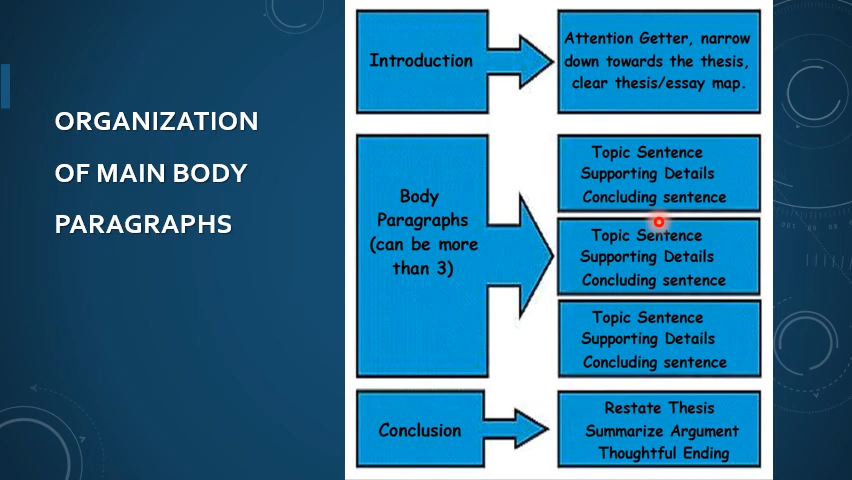 ORGANIZATION
OF MAIN BODY
PARAGRAPHS
Introduction
Attention Getter, narrow
down towards the thesis,
clear thesis/essay map.
Body
Paragraphs
(can be more
than 3)
Topic Sentence
Supporting Details
Concluding sentence
Topic Sentence
Supporting Details
Concluding sentence
Topic Sentence
Supporting Details
Concluding sentence
Conclusion
Restate Thesis
Summarize Argument
Thoughtful Ending